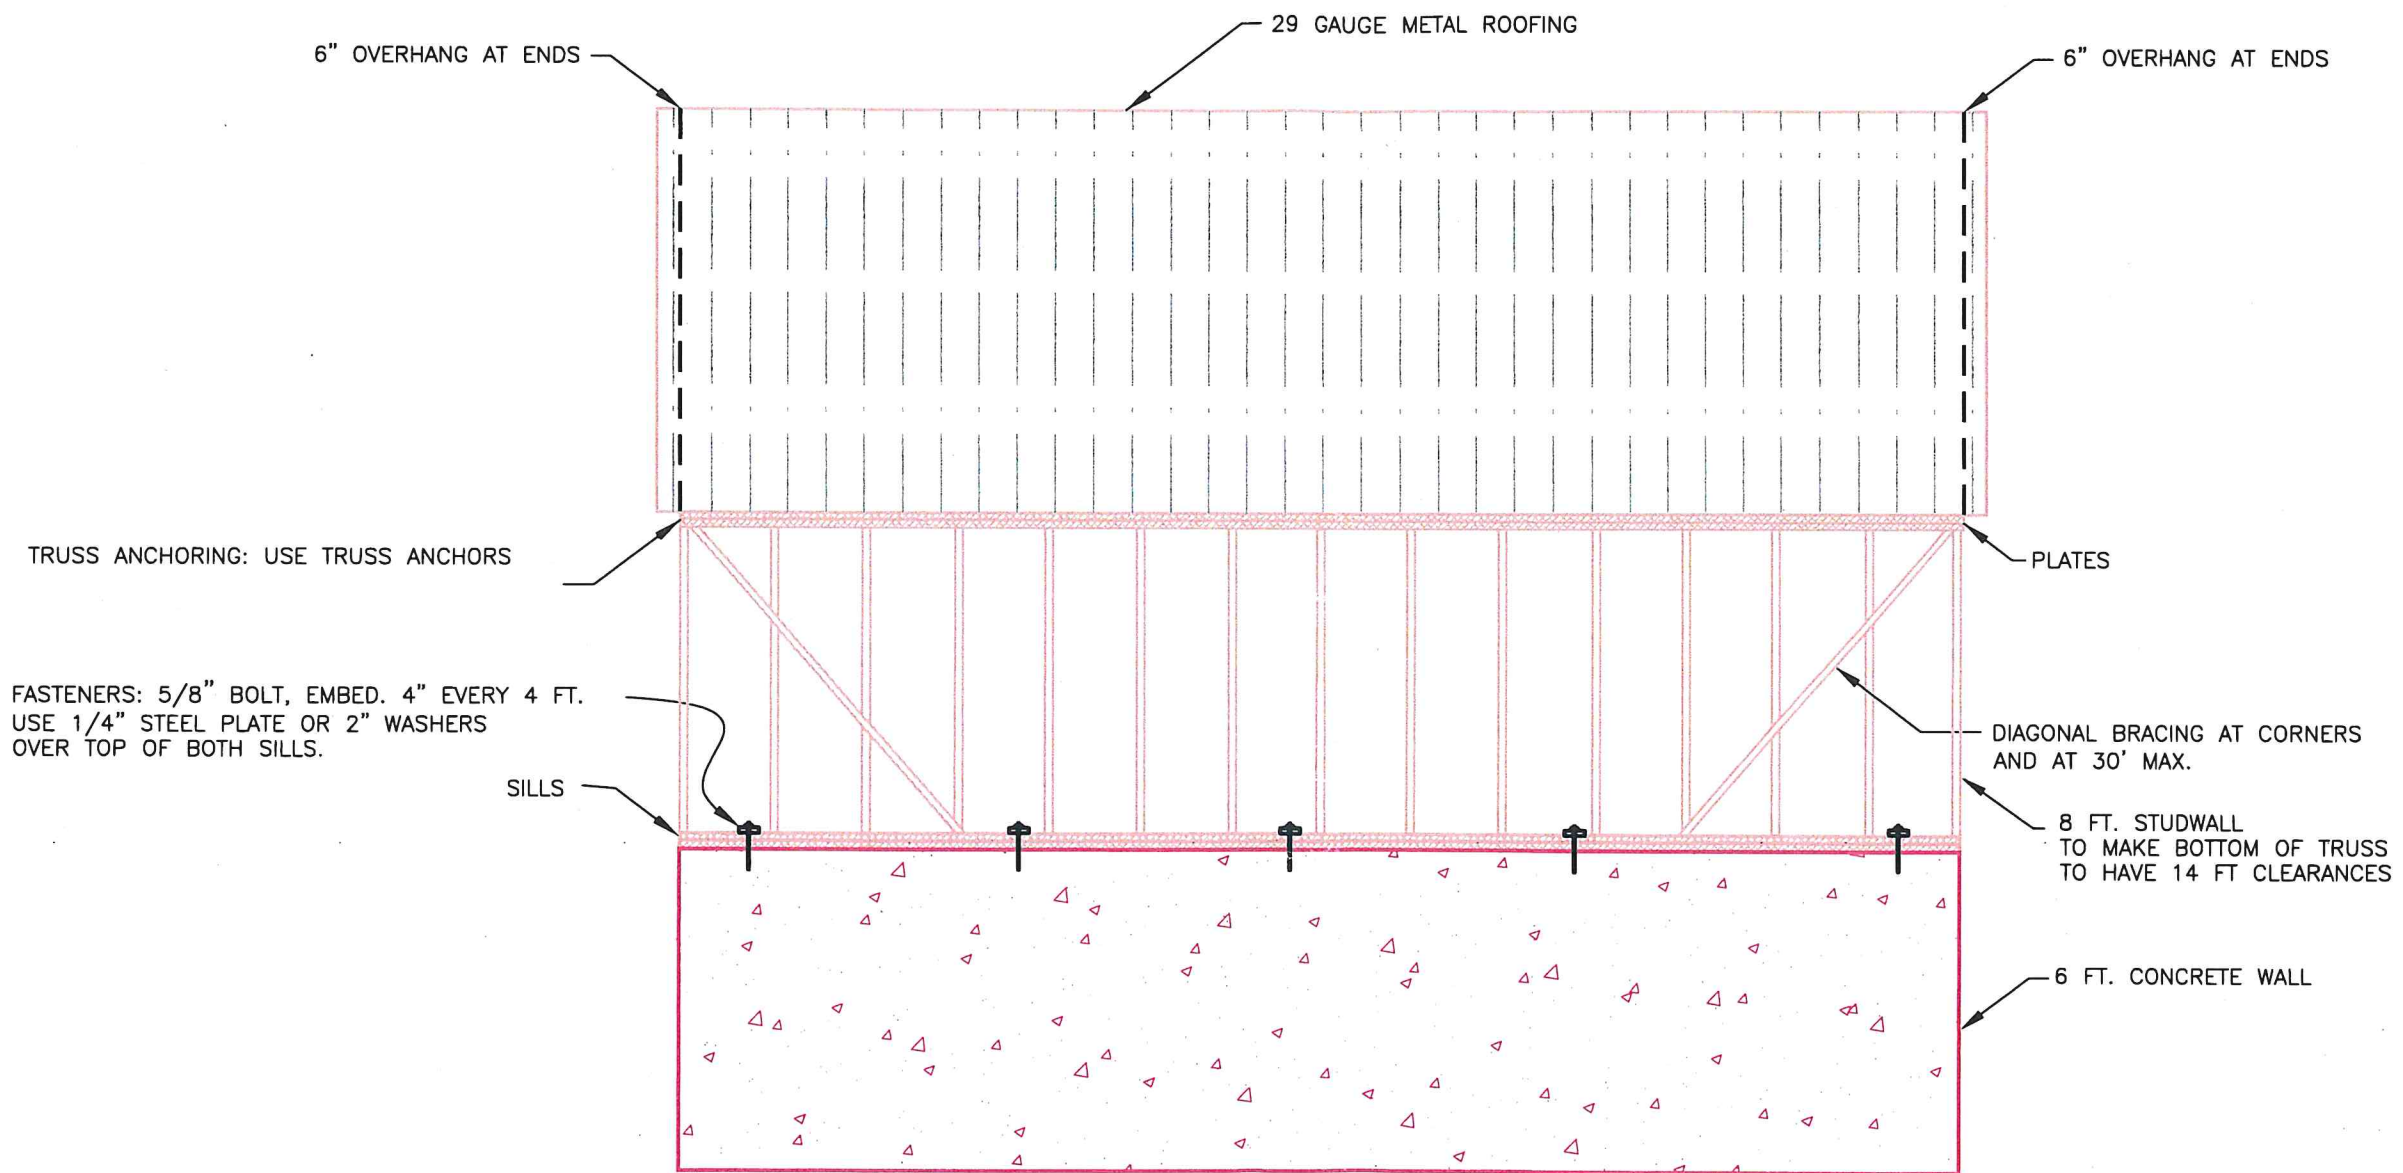 29 GAUGE METAL ROOFING
6" OVERHANG AT ENDS
6" OVERHANG AT ENDS
TRUSS ANCHORING: USE TRUSS ANCHORS
PLATES
FASTENERS: 5/8" BOLT, EMBED. 4" EVERY 4 FT.
USE 1/4" STEEL PLATE OR 2" WASHERS
OVER TOP OF BOTH SILLS.
DIAGONAL BRACING AT CORNERS
AND AT 30' MAX.
SILLS
8 FT. STUDWALL
TO MAKE BOTTOM OF TRUSS
TO HAVE 14 FT CLEARANCES
6 FT. CONCRETE WALL